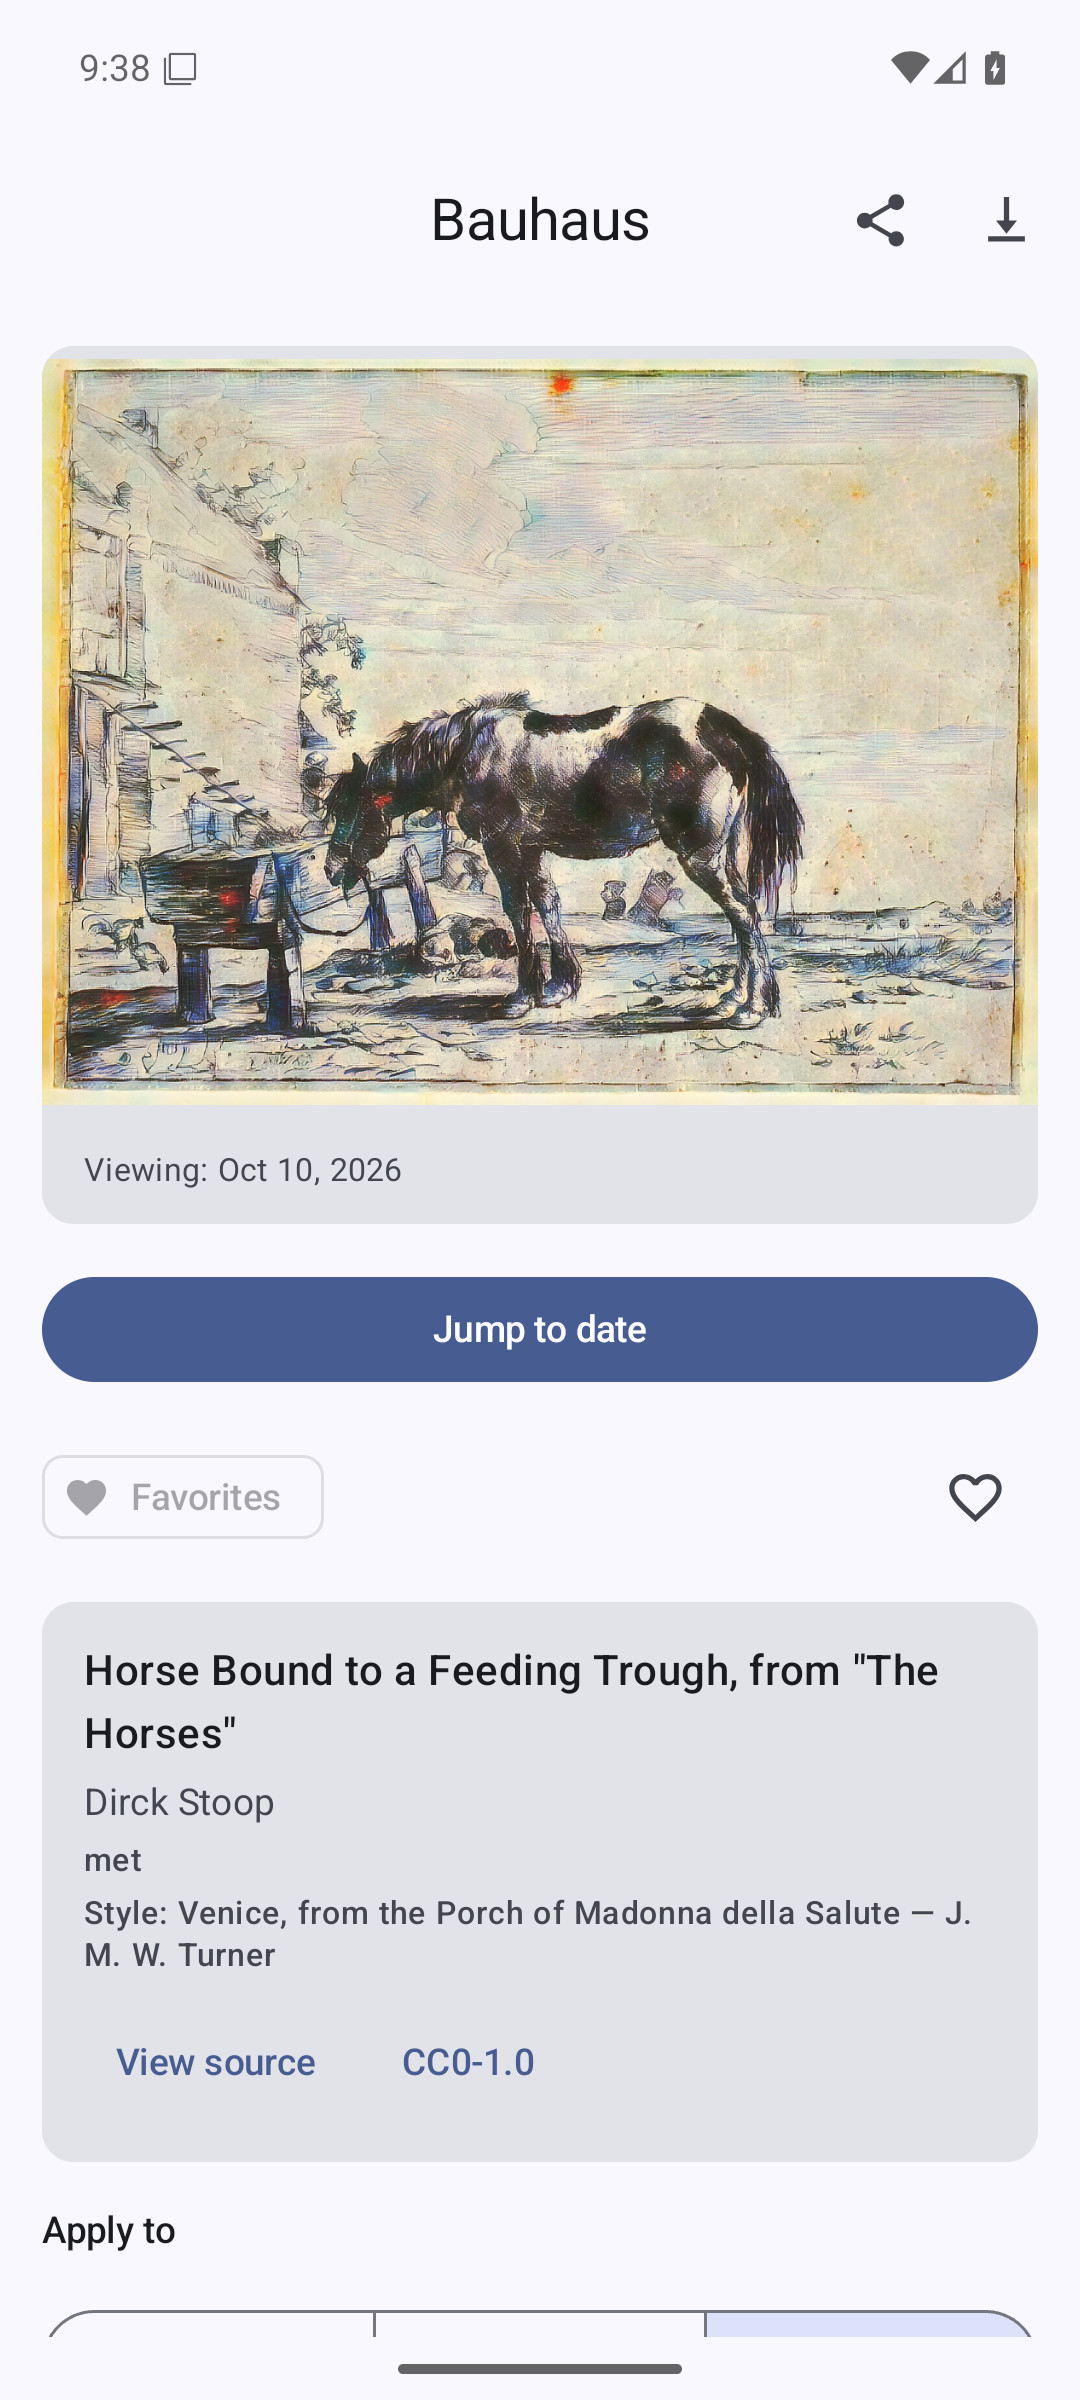 9:38
Bauhaus
Viewing: Oct 10, 2026
Jump to date
Favorites
Horse Bound to a Feeding Trough, from "The
Horses"
Dirck Stoop
met
Style: Venice, from the Porch of Madonna della Salute — J.
M. W. Turner
View source
CC0-1.0
Apply to